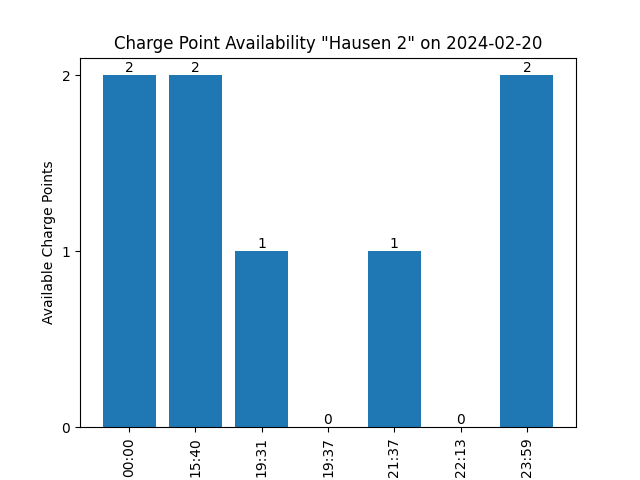 Charge Point Availability "Hausen 2" on 2024-02-20
2 2 1 0 1 0 2
2
1
0
Available Charge Points
00:00 15:40 19:31 19:37 21:37 22:13 23:59